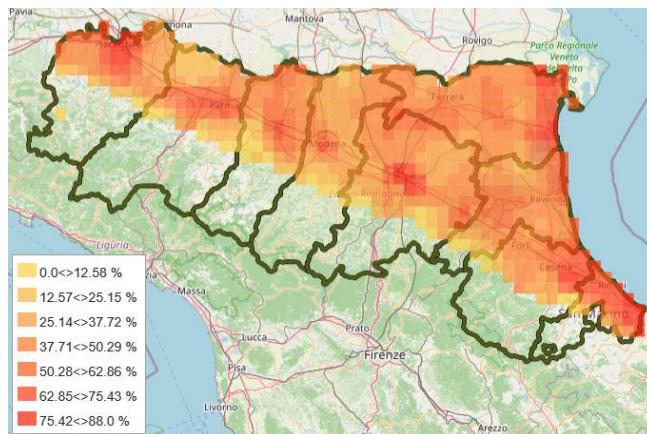 Pavia
Mantova
Rovigo
Parco Regionale
Veneto
Piacenza
Ferrara
Parma
Modena
Ravenna
Forlì
Cesena
Rimini
Liguria
Massa
Lucca
Prato
Firenze
Pisa
Livorno
Arezzo
0.0<>12.58 %
12.57<>25.15 %
25.14<>37.72 %
37.71<>50.29 %
50.28<>62.86 %
62.85<>75.43 %
75.42<>88.0 %